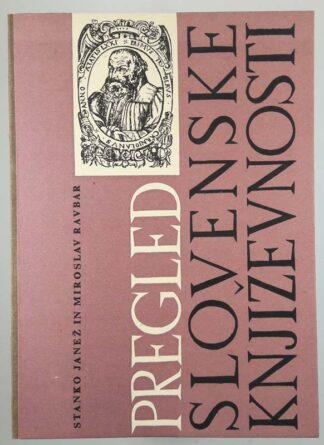 STANKO JANEŽ IN MIROSLAV RAVBAR
PREGLED
SLOVENSKE
KNJIŽEVNOSTI